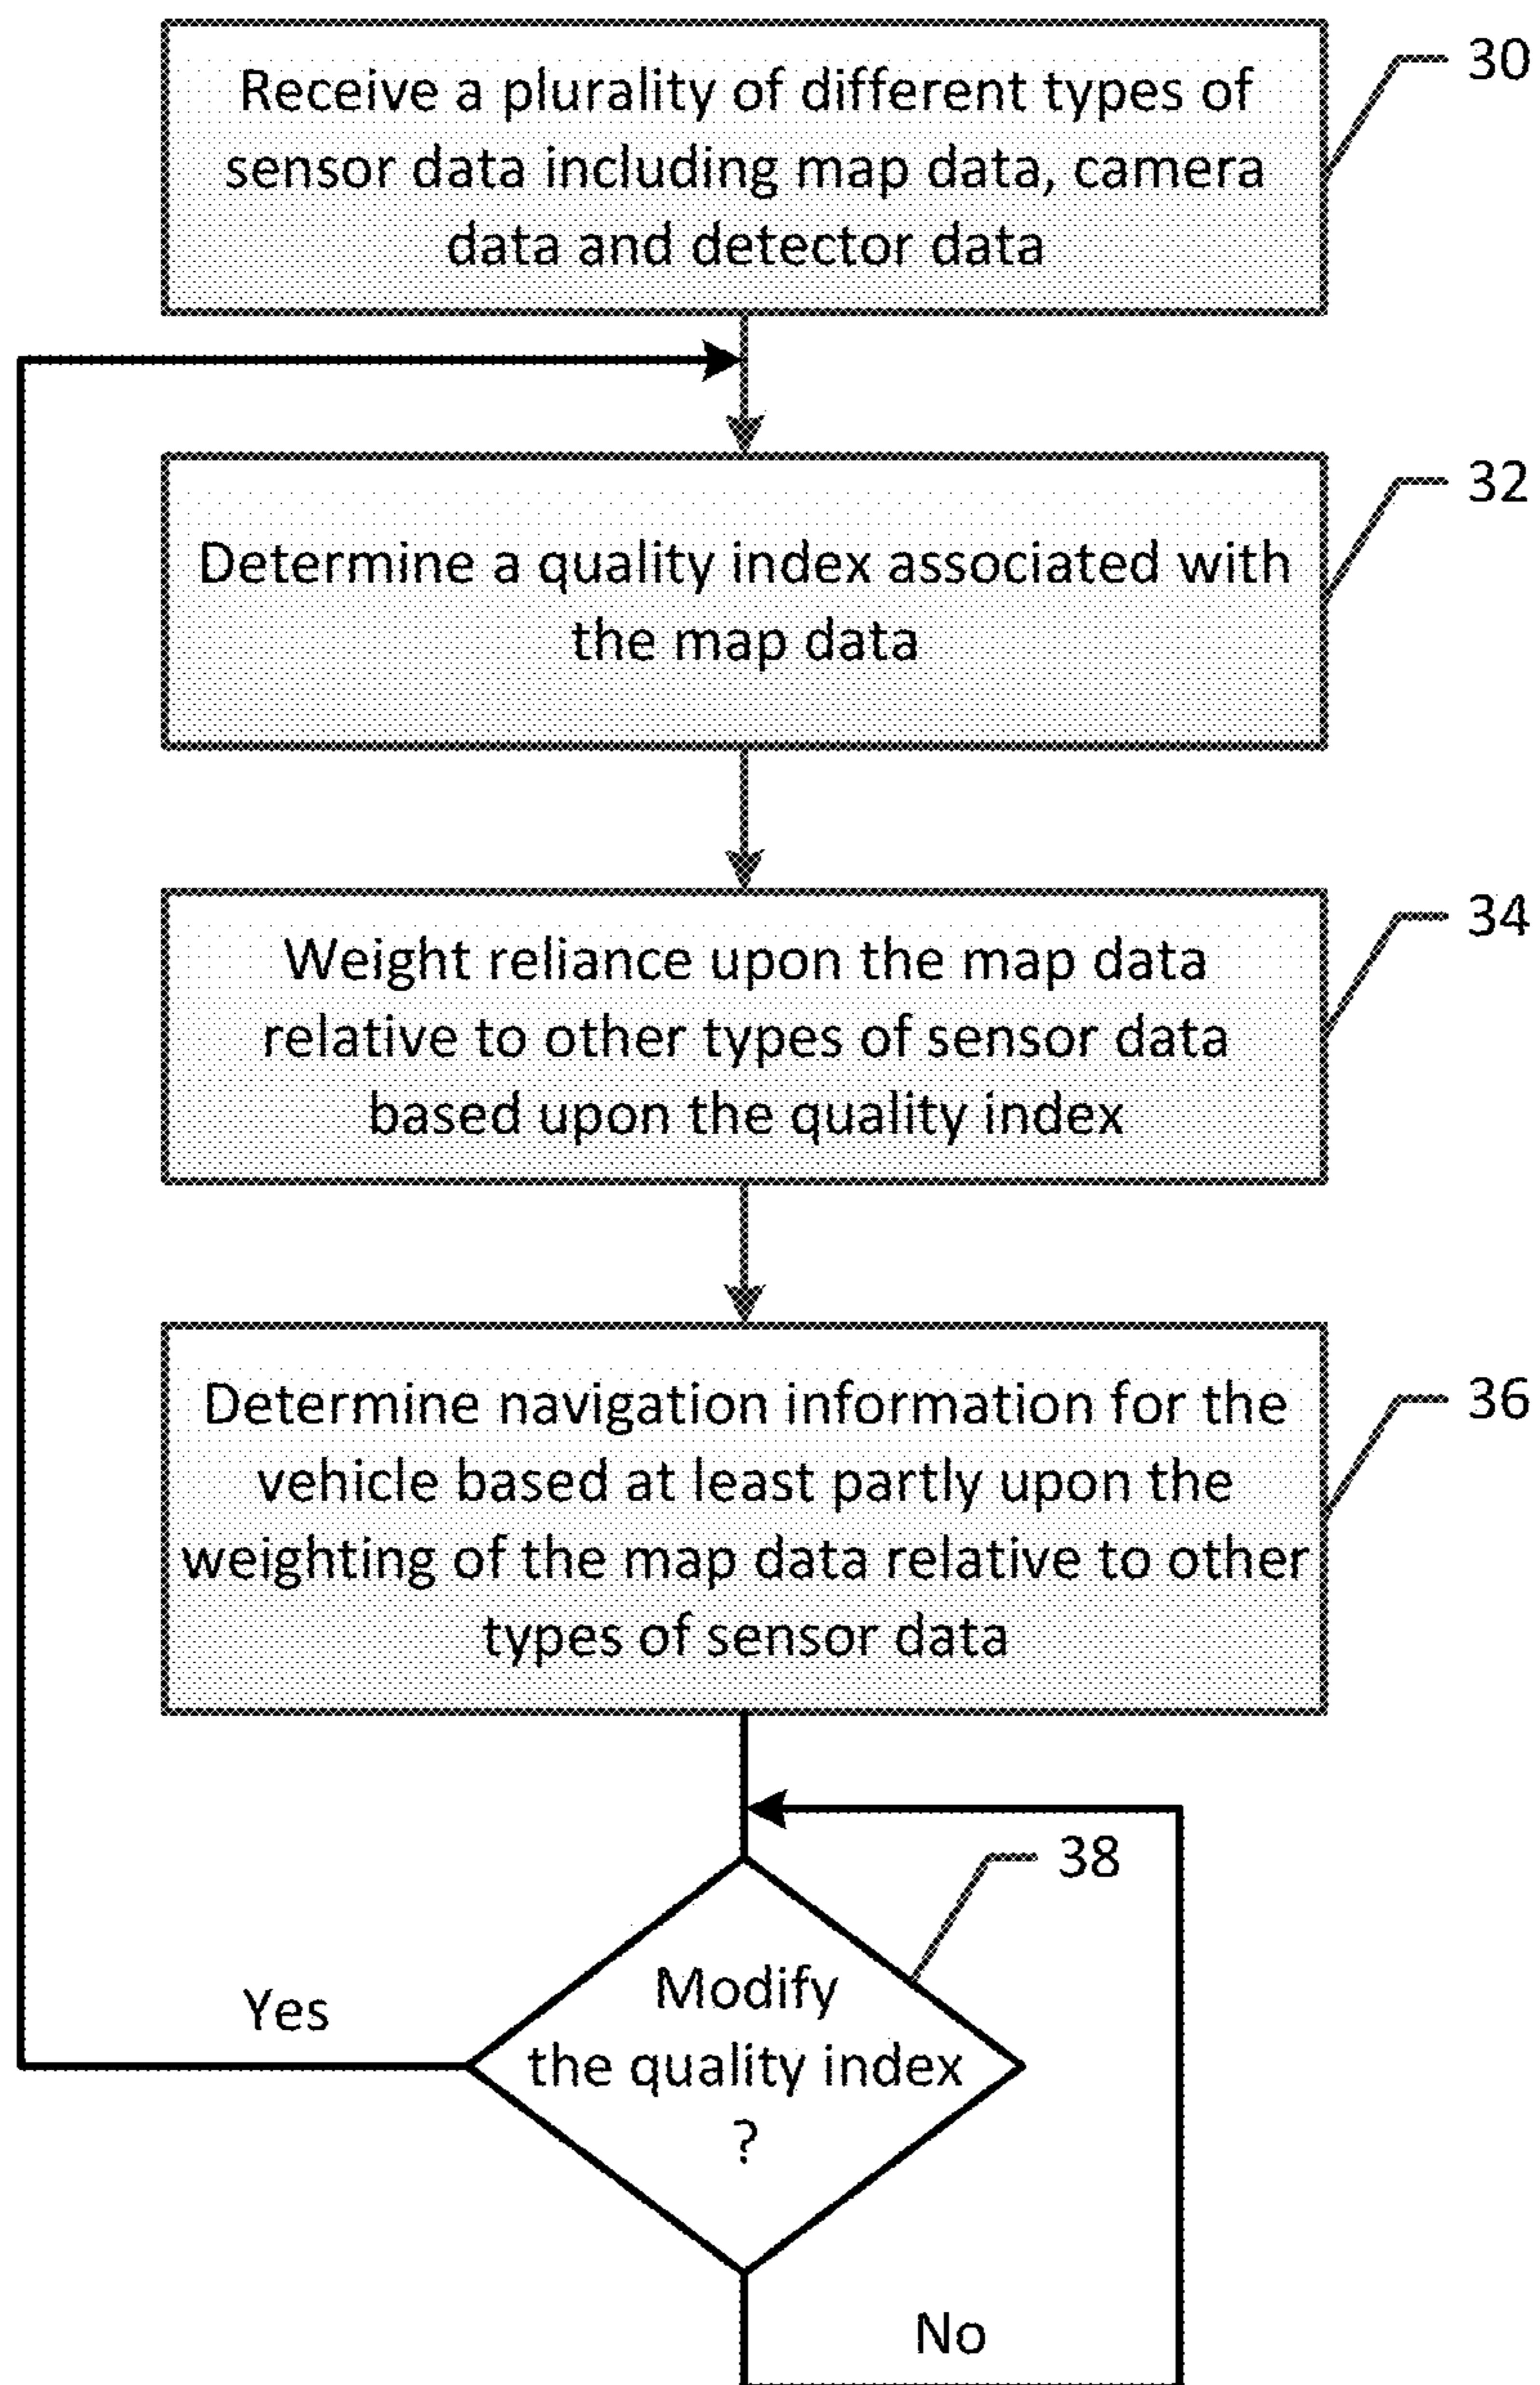 Receive a plurality of different types of
sensor data including map data, camera
data and detector data
30
Determine a quality index associated with
the map data
32
Weight reliance upon the map data
relative to other types of sensor data
based upon the quality index
34
Determine navigation information for the
vehicle based at least partly upon the
weighting of the map data relative to other
types of sensor data
36
38
Modify
the quality index
?
Yes
No